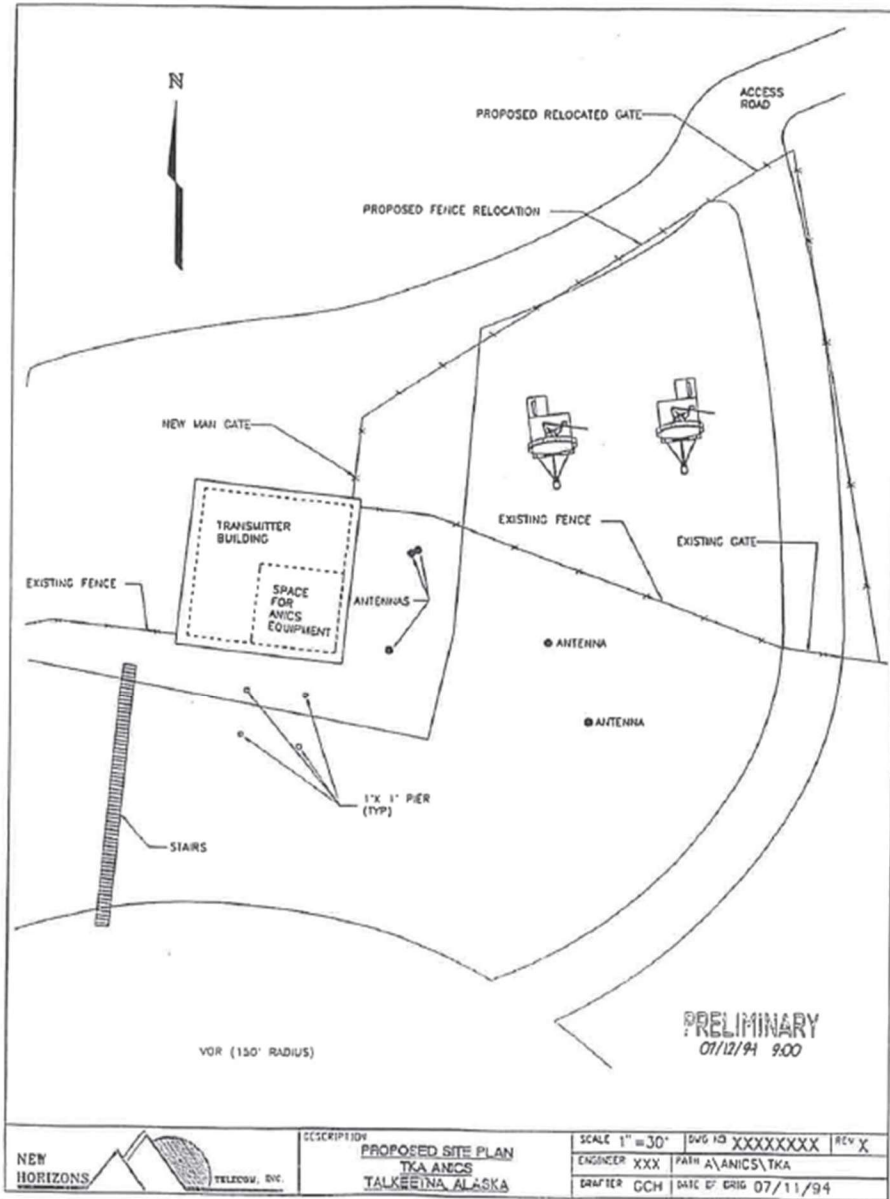 N
ACCESS
ROAD
PROPOSED RELOCATED GATE
PROPOSED FENCE RELOCATION
NEW MAN GATE
TRANSMITTER
BUILDING
EXISTING FENCE
EXISTING GATE
EXISTING FENCE
SPACE
FOR
ANICS
EQUIPMENT
ANTENNAS
ANTENNA
ANTENNA
1'X 1' PIER
(TYP)
STAIRS
PRELIMINARY
07/12/94 9:00
VOR (150' RADIUS)
NEW
HORIZONS
TELECOM, INC.
DESCRIPTION
PROPOSED SITE PLAN
TKA ANICS
TALKEETNA, ALASKA
SCALE 1" = 30'
DWG NO XXXXXXXX
REV X
ENGINEER XXX
PATH A\ANICS\TKA
DRAFTER GCH
DATE OF ORIG 07/11/94